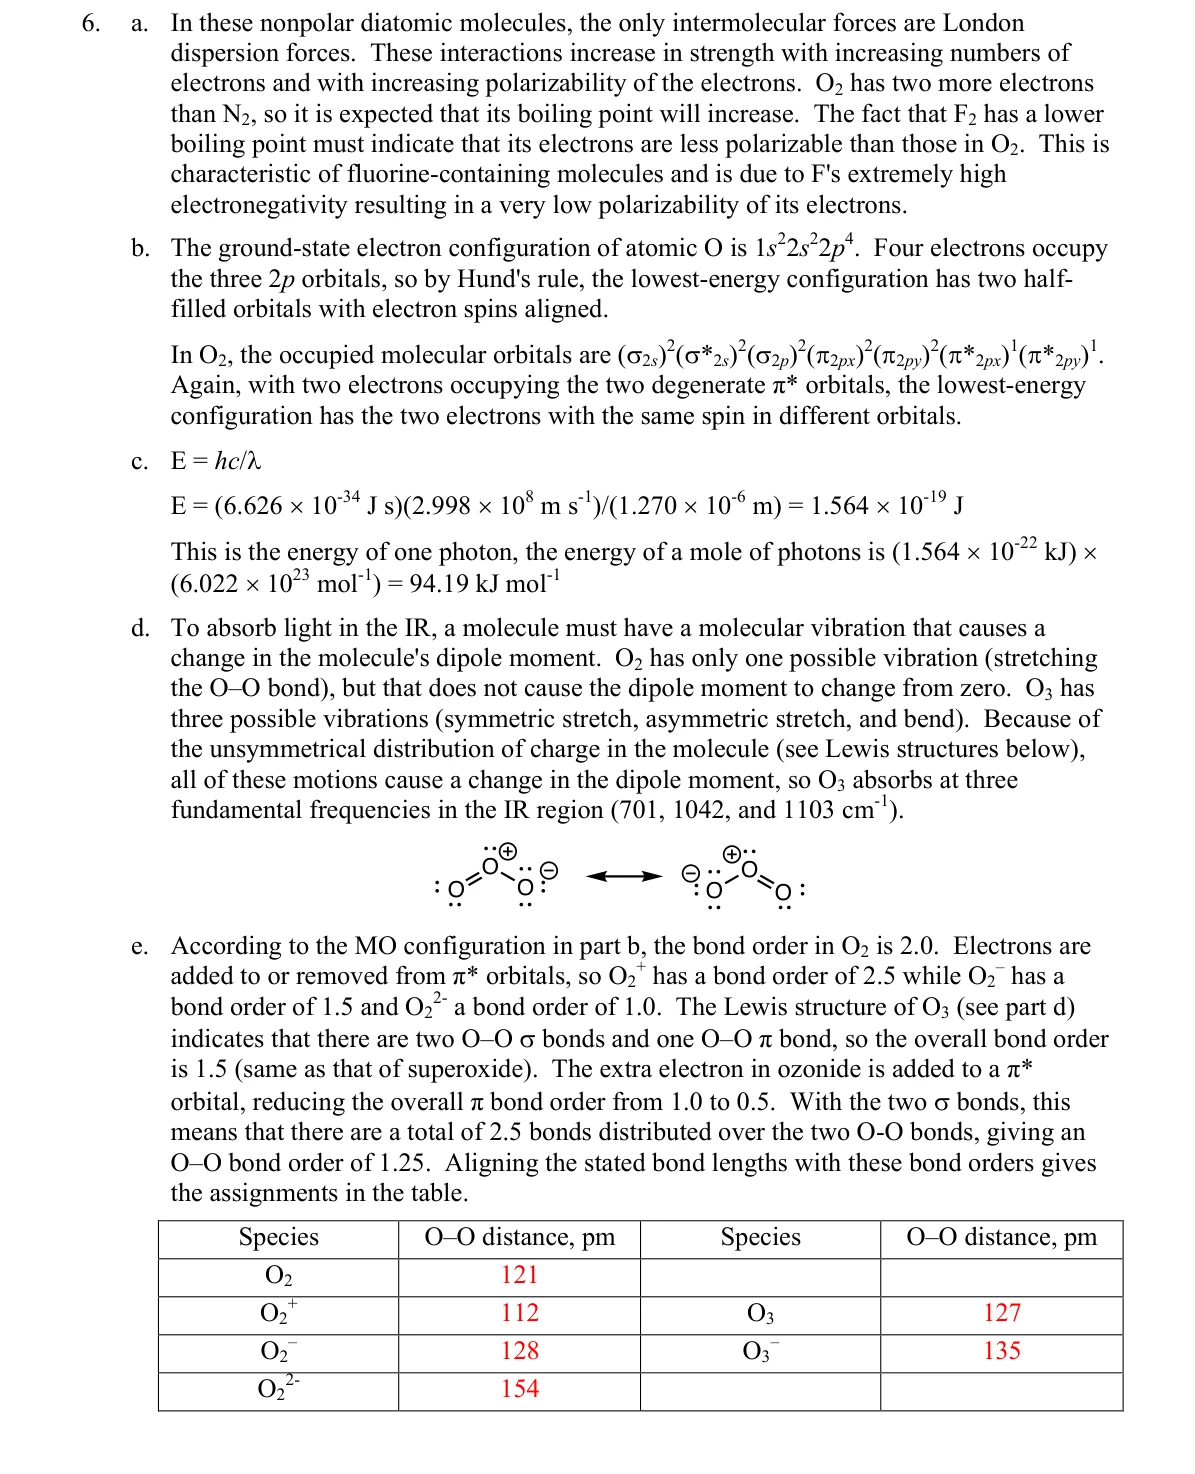 6. a. In these nonpolar diatomic molecules, the only intermolecular forces are London
dispersion forces. These interactions increase in strength with increasing numbers of
electrons and with increasing polarizability of the electrons. O₂ has two more electrons
than N₂, so it is expected that its boiling point will increase. The fact that F₂ has a lower
boiling point must indicate that its electrons are less polarizable than those in O₂. This is
characteristic of fluorine-containing molecules and is due to F's extremely high
electronegativity resulting in a very low polarizability of its electrons.
b. The ground-state electron configuration of atomic O is 1s²2s²2p⁴. Four electrons occupy
the three 2p orbitals, so by Hund's rule, the lowest-energy configuration has two half-
filled orbitals with electron spins aligned.
In O₂, the occupied molecular orbitals are (σ₂ₛ)²(σ*₂ₛ)²(σ₂ₚ)²(π₂ₚₓ)²(π₂py)²(π*₂ₚₓ)¹(π*₂py)¹.
Again, with two electrons occupying the two degenerate π* orbitals, the lowest-energy
configuration has the two electrons with the same spin in different orbitals.
c. E = hc/λ
E = (6.626 × 10⁻³⁴ J s)(2.998 × 10⁸ m s⁻¹)/(1.270 × 10⁻⁶ m) = 1.564 × 10⁻¹⁹ J
This is the energy of one photon, the energy of a mole of photons is (1.564 × 10⁻²² kJ) ×
(6.022 × 10²³ mol⁻¹) = 94.19 kJ mol⁻¹
d. To absorb light in the IR, a molecule must have a molecular vibration that causes a
change in the molecule's dipole moment. O₂ has only one possible vibration (stretching
the O–O bond), but that does not cause the dipole moment to change from zero. O₃ has
three possible vibrations (symmetric stretch, asymmetric stretch, and bend). Because of
the unsymmetrical distribution of charge in the molecule (see Lewis structures below),
all of these motions cause a change in the dipole moment, so O₃ absorbs at three
fundamental frequencies in the IR region (701, 1042, and 1103 cm⁻¹).
O O O O O O
e. According to the MO configuration in part b, the bond order in O₂ is 2.0. Electrons are
added to or removed from π* orbitals, so O₂⁺ has a bond order of 2.5 while O₂⁻ has a
bond order of 1.5 and O₂²⁻ a bond order of 1.0. The Lewis structure of O₃ (see part d)
indicates that there are two O–O σ bonds and one O–O π bond, so the overall bond order
is 1.5 (same as that of superoxide). The extra electron in ozonide is added to a π*
orbital, reducing the overall π bond order from 1.0 to 0.5. With the two σ bonds, this
means that there are a total of 2.5 bonds distributed over the two O-O bonds, giving an
O–O bond order of 1.25. Aligning the stated bond lengths with these bond orders gives
the assignments in the table.
Species O–O distance, pm Species O–O distance, pm
O₂ 121
O₂⁺ 112 O₃ 127
O₂⁻ 128 O₃⁻ 135
O₂²⁻ 154